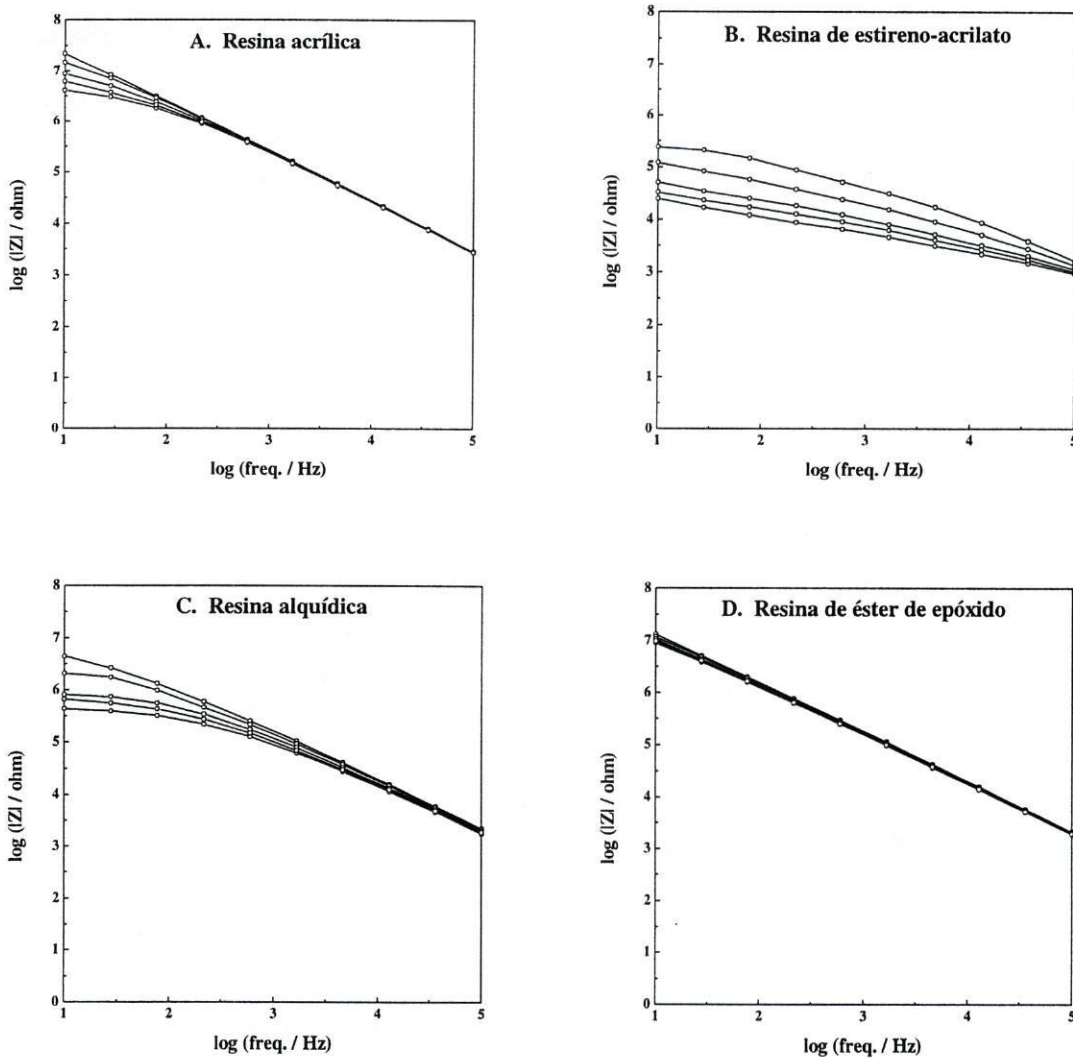 A. Resina acrílica
8
7
6
5
4
3
2
1
0
log (|Z| / ohm)
1 2 3 4 5
log (freq. / Hz)
B. Resina de estireno-acrilato
8
7
6
5
4
3
2
1
0
log (|Z| / ohm)
1 2 3 4 5
log (freq. / Hz)
C. Resina alquídica
8
7
6
5
4
3
2
1
0
log (|Z| / ohm)
1 2 3 4 5
log (freq. / Hz)
D. Resina de éster de epóxido
8
7
6
5
4
3
2
1
0
log (|Z| / ohm)
1 2 3 4 5
log (freq. / Hz)